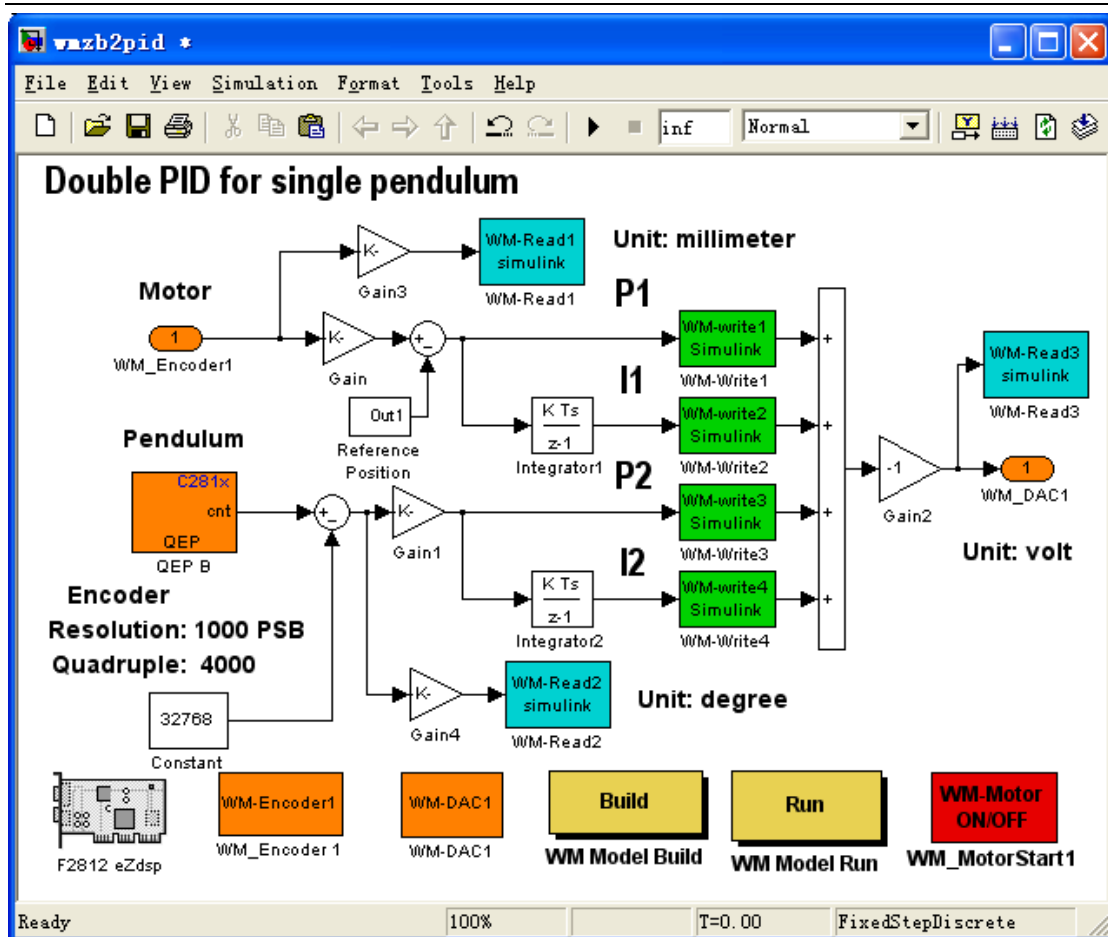 wmzb2pid *
File Edit View Simulation Format Tools Help
inf Normal
Double PID for single pendulum
WM-Read1
simulink
WM-Read1
Unit: millimeter
K-
Gain3
Motor
1
WM_Encoder1
K-
Gain
+
_
Out1
Reference
Position
P1
WM-write1
Simulink
WM-Write1
I1
K Ts
z-1
Integrator1
WM-write2
Simulink
WM-Write2
Pendulum
C281x
cnt
QEP
QEP B
+
_
K-
Gain1
P2
WM-write3
Simulink
WM-Write3
I2
K Ts
z-1
Integrator2
WM-write4
Simulink
WM-Write4
+
+
+
+
-1
Gain2
WM-Read3
simulink
WM-Read3
1
WM_DAC1
Unit: volt
Encoder
Resolution: 1000 PSB
Quadruple: 4000
32768
Constant
K-
Gain4
WM-Read2
simulink
WM-Read2
Unit: degree
F2812 eZdsp
WM-Encoder1
WM_Encoder 1
WM-DAC1
WM-DAC1
Build
WM Model Build
Run
WM Model Run
WM-Motor
ON/OFF
WM_MotorStart1
Ready 100% T=0.00 FixedStepDiscrete